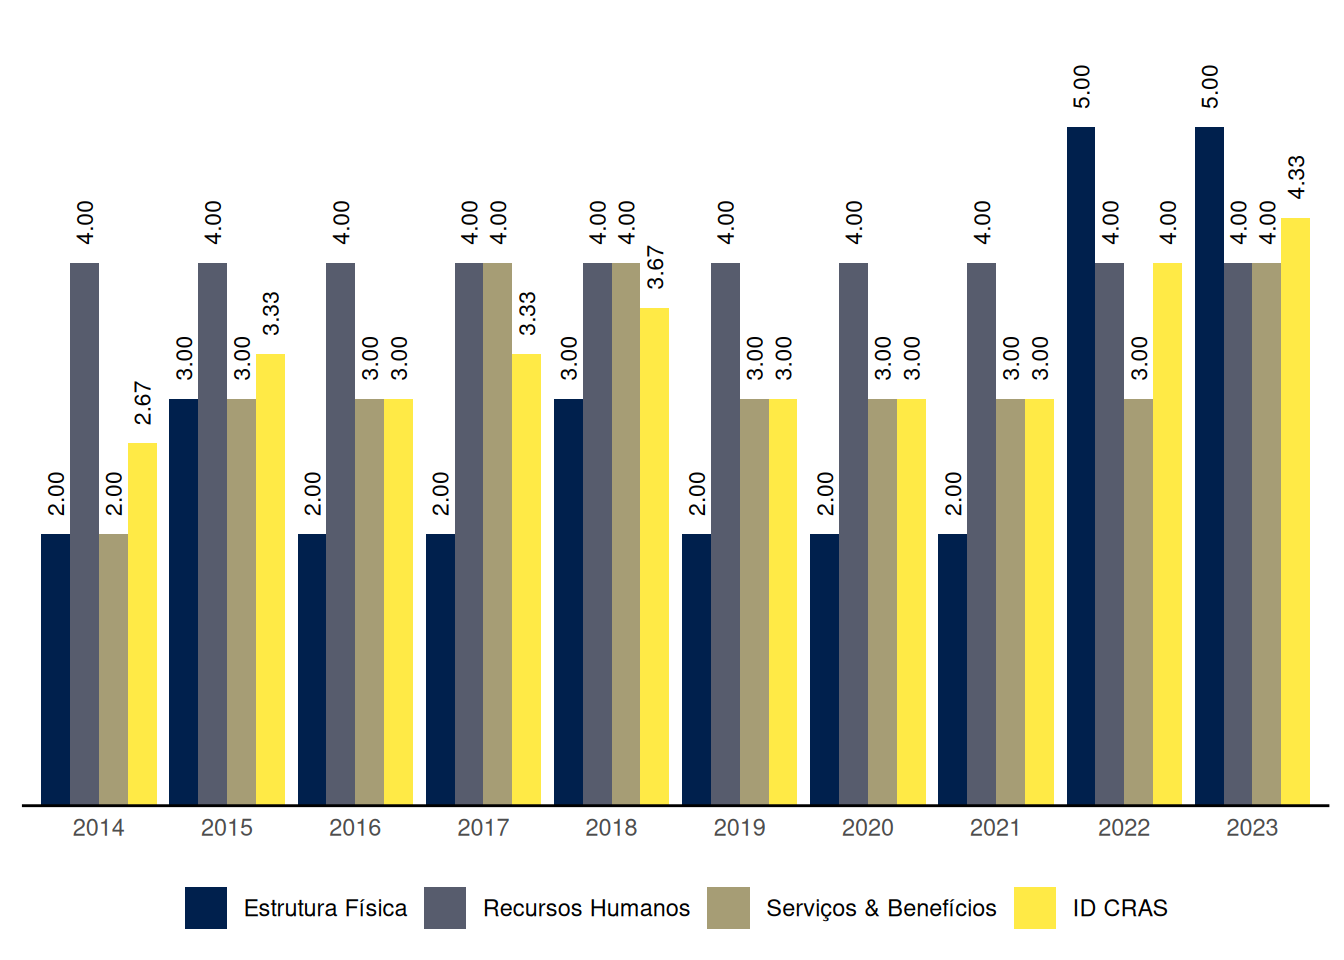 5.00 5.00
4.33
4.00 4.00 4.00 4.00 4.00 4.00 4.00 4.00 4.00 4.00 4.00 4.00 4.00 4.00 4.00
3.67
3.33 3.33
3.00 3.00 3.00 3.00 3.00 3.00 3.00 3.00 3.00 3.00 3.00 3.00
2.67
2.00 2.00 2.00 2.00 2.00 2.00 2.00
2014 2015 2016 2017 2018 2019 2020 2021 2022 2023
Estrutura Física Recursos Humanos Serviços & Benefícios ID CRAS